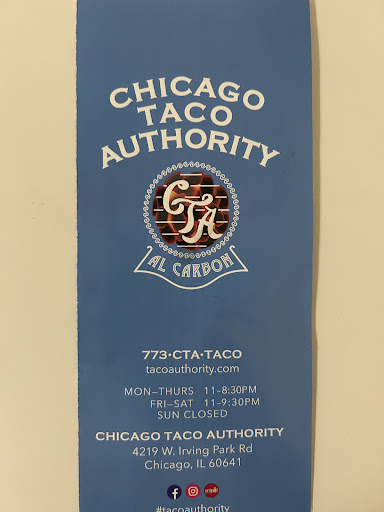 CHICAGO
TACO
AUTHORITY
CTA
AL CARBON
773•CTA•TACO
tacoauthority.com
MON–THURS 11-8:30PM
FRI–SAT 11-9:30PM
SUN CLOSED
CHICAGO TACO AUTHORITY
4219 W. Irving Park Rd
Chicago, IL 60641
#tacoauthority